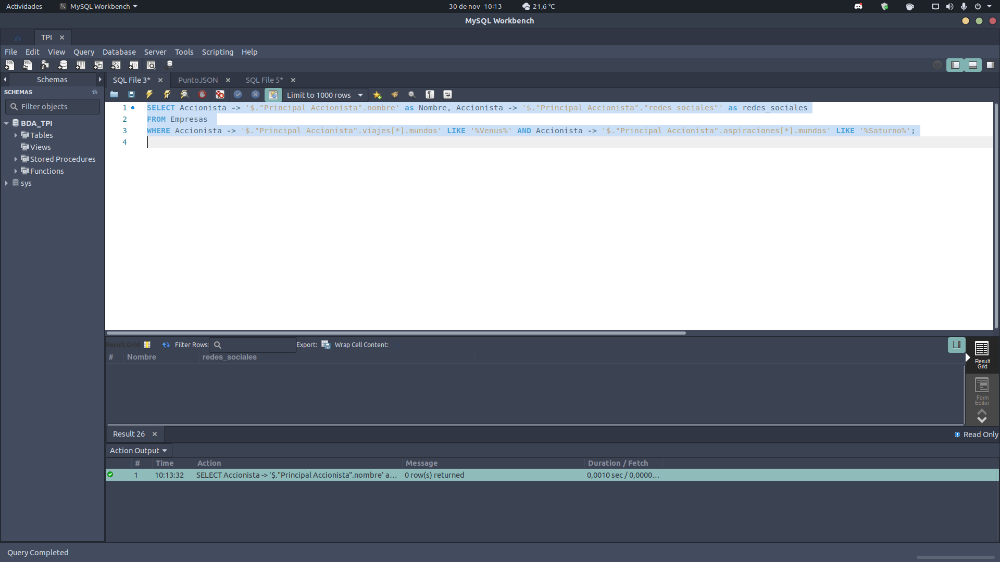 Actividades MySQL Workbench 30 de nov 10:13 21,6 °C
MySQL Workbench
TPI
File Edit View Query Database Server Tools Scripting Help
Schemas SQL File 3* PuntoJSON SQL File 5*
SCHEMAS Limit to 1000 rows
Filter objects
BDA_TPI
Tables
Views
Stored Procedures
Functions
sys
1 SELECT Accionista -> '$."Principal Accionista".nombre' as Nombre, Accionista -> '$."Principal Accionista"."redes sociales"' as redes_sociales
2 FROM Empresas
3 WHERE Accionista -> '$."Principal Accionista".viajes[*].mundos' LIKE '%Venus%' AND Accionista -> '$."Principal Accionista".aspiraciones[*].mundos' LIKE '%Saturno%';
4
Result Grid Filter Rows: Export: Wrap Cell Content:
# Nombre redes_sociales
Result
Grid
Form
Editor
Result 26 Read Only
Action Output
# Time Action Message Duration / Fetch
1 10:13:32 SELECT Accionista -> '$."Principal Accionista".nombre' a... 0 row(s) returned 0,0010 sec / 0,0000...
Query Completed